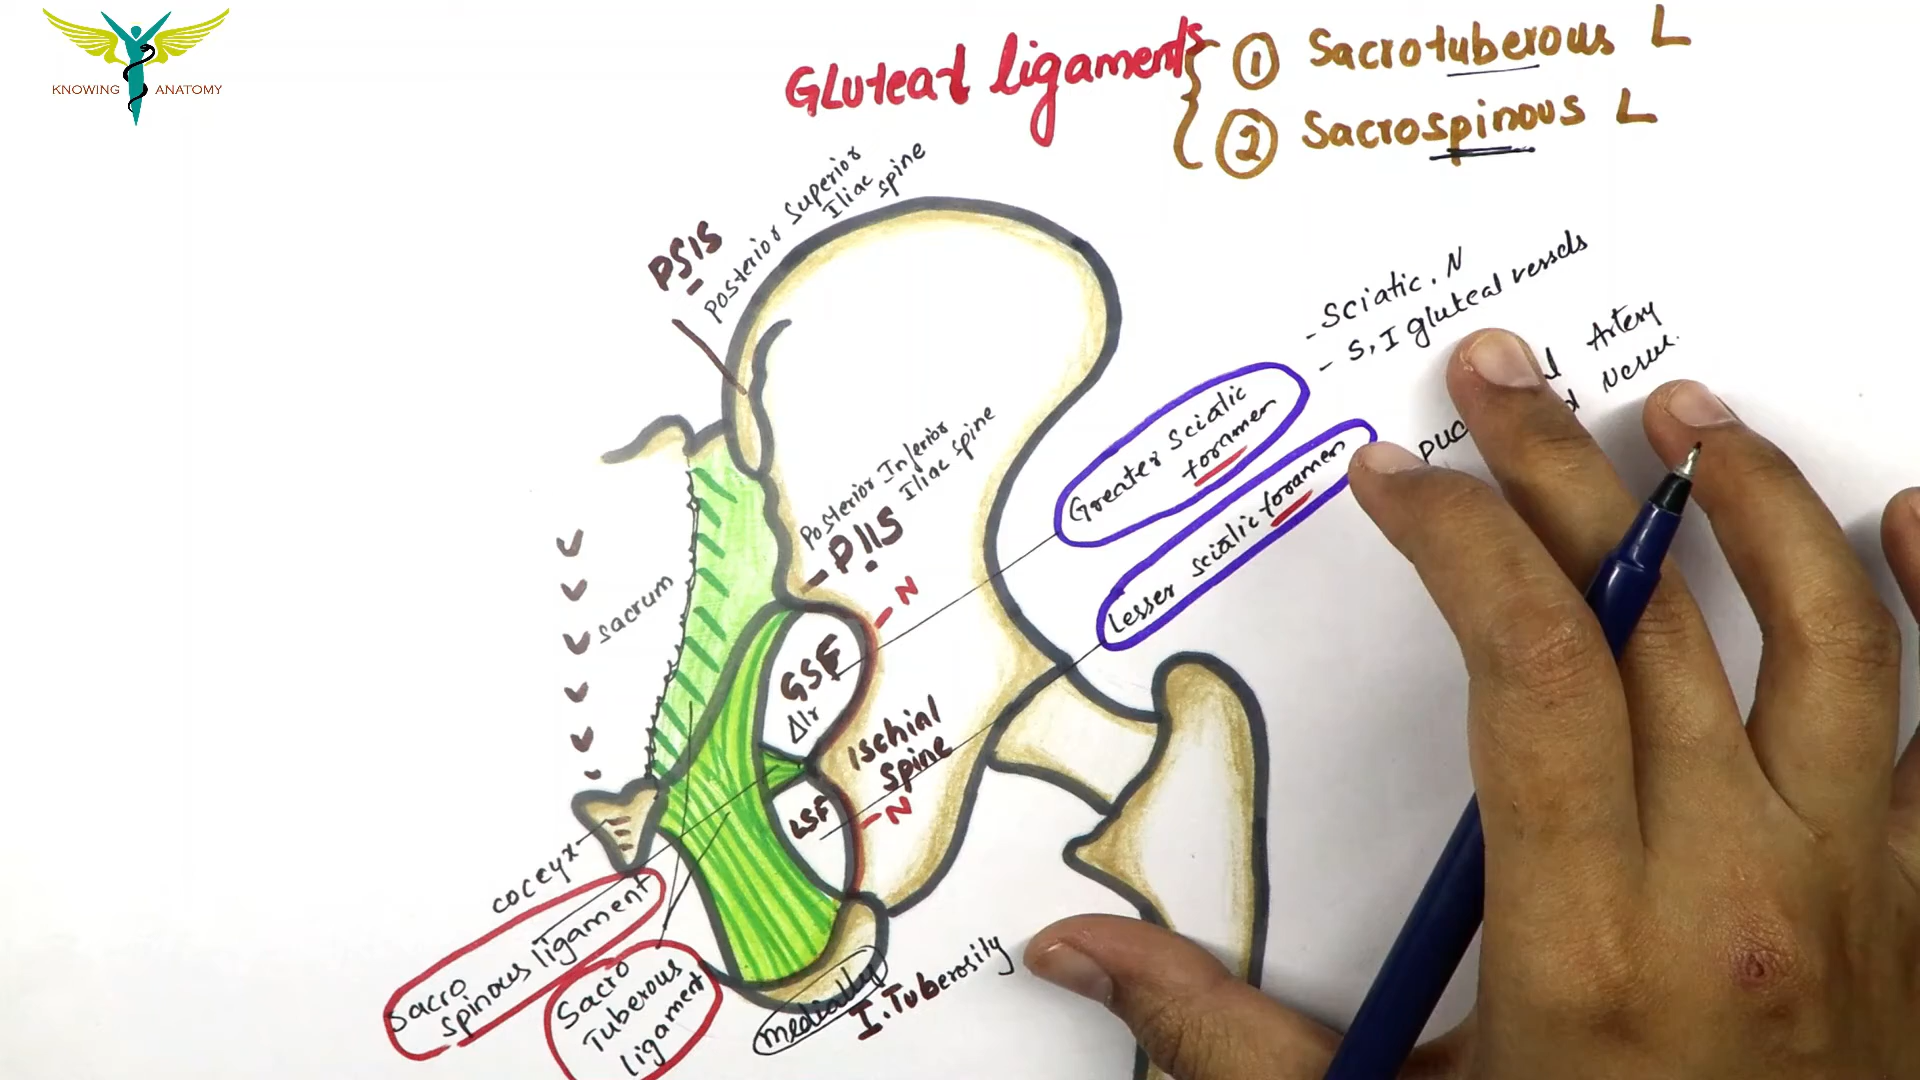 KNOWING ANATOMY
Gluteal ligaments
① Sacrotuberous L
② Sacrospinous L
PSIS
Posterior Superior
Iliac spine
- Sciatic. N
- S, I gluteal vessels
Artery
Nerve.
Greater Sciatic
foramen
Lesser sciatic foramen
Posterior Inferior
Iliac spine
PIIS
N
sacrum
GSF
Ischial
spine
LSF
N
coccyx
Sacro
spinous ligament
Sacro
Tuberous
ligament
medially
I. Tuberosity